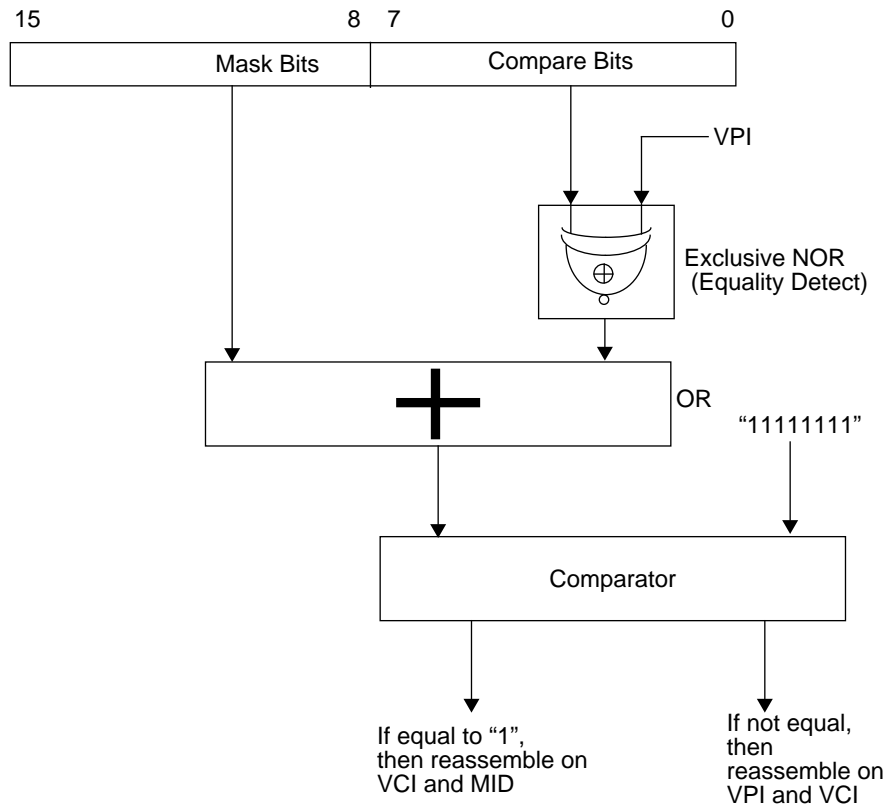 15 8 7 0
Mask Bits Compare Bits
VPI
Exclusive NOR
(Equality Detect)
OR
“11111111”
Comparator
If equal to “1”,
then reassemble on
VCI and MID
If not equal,
then
reassemble on
VPI and VCI